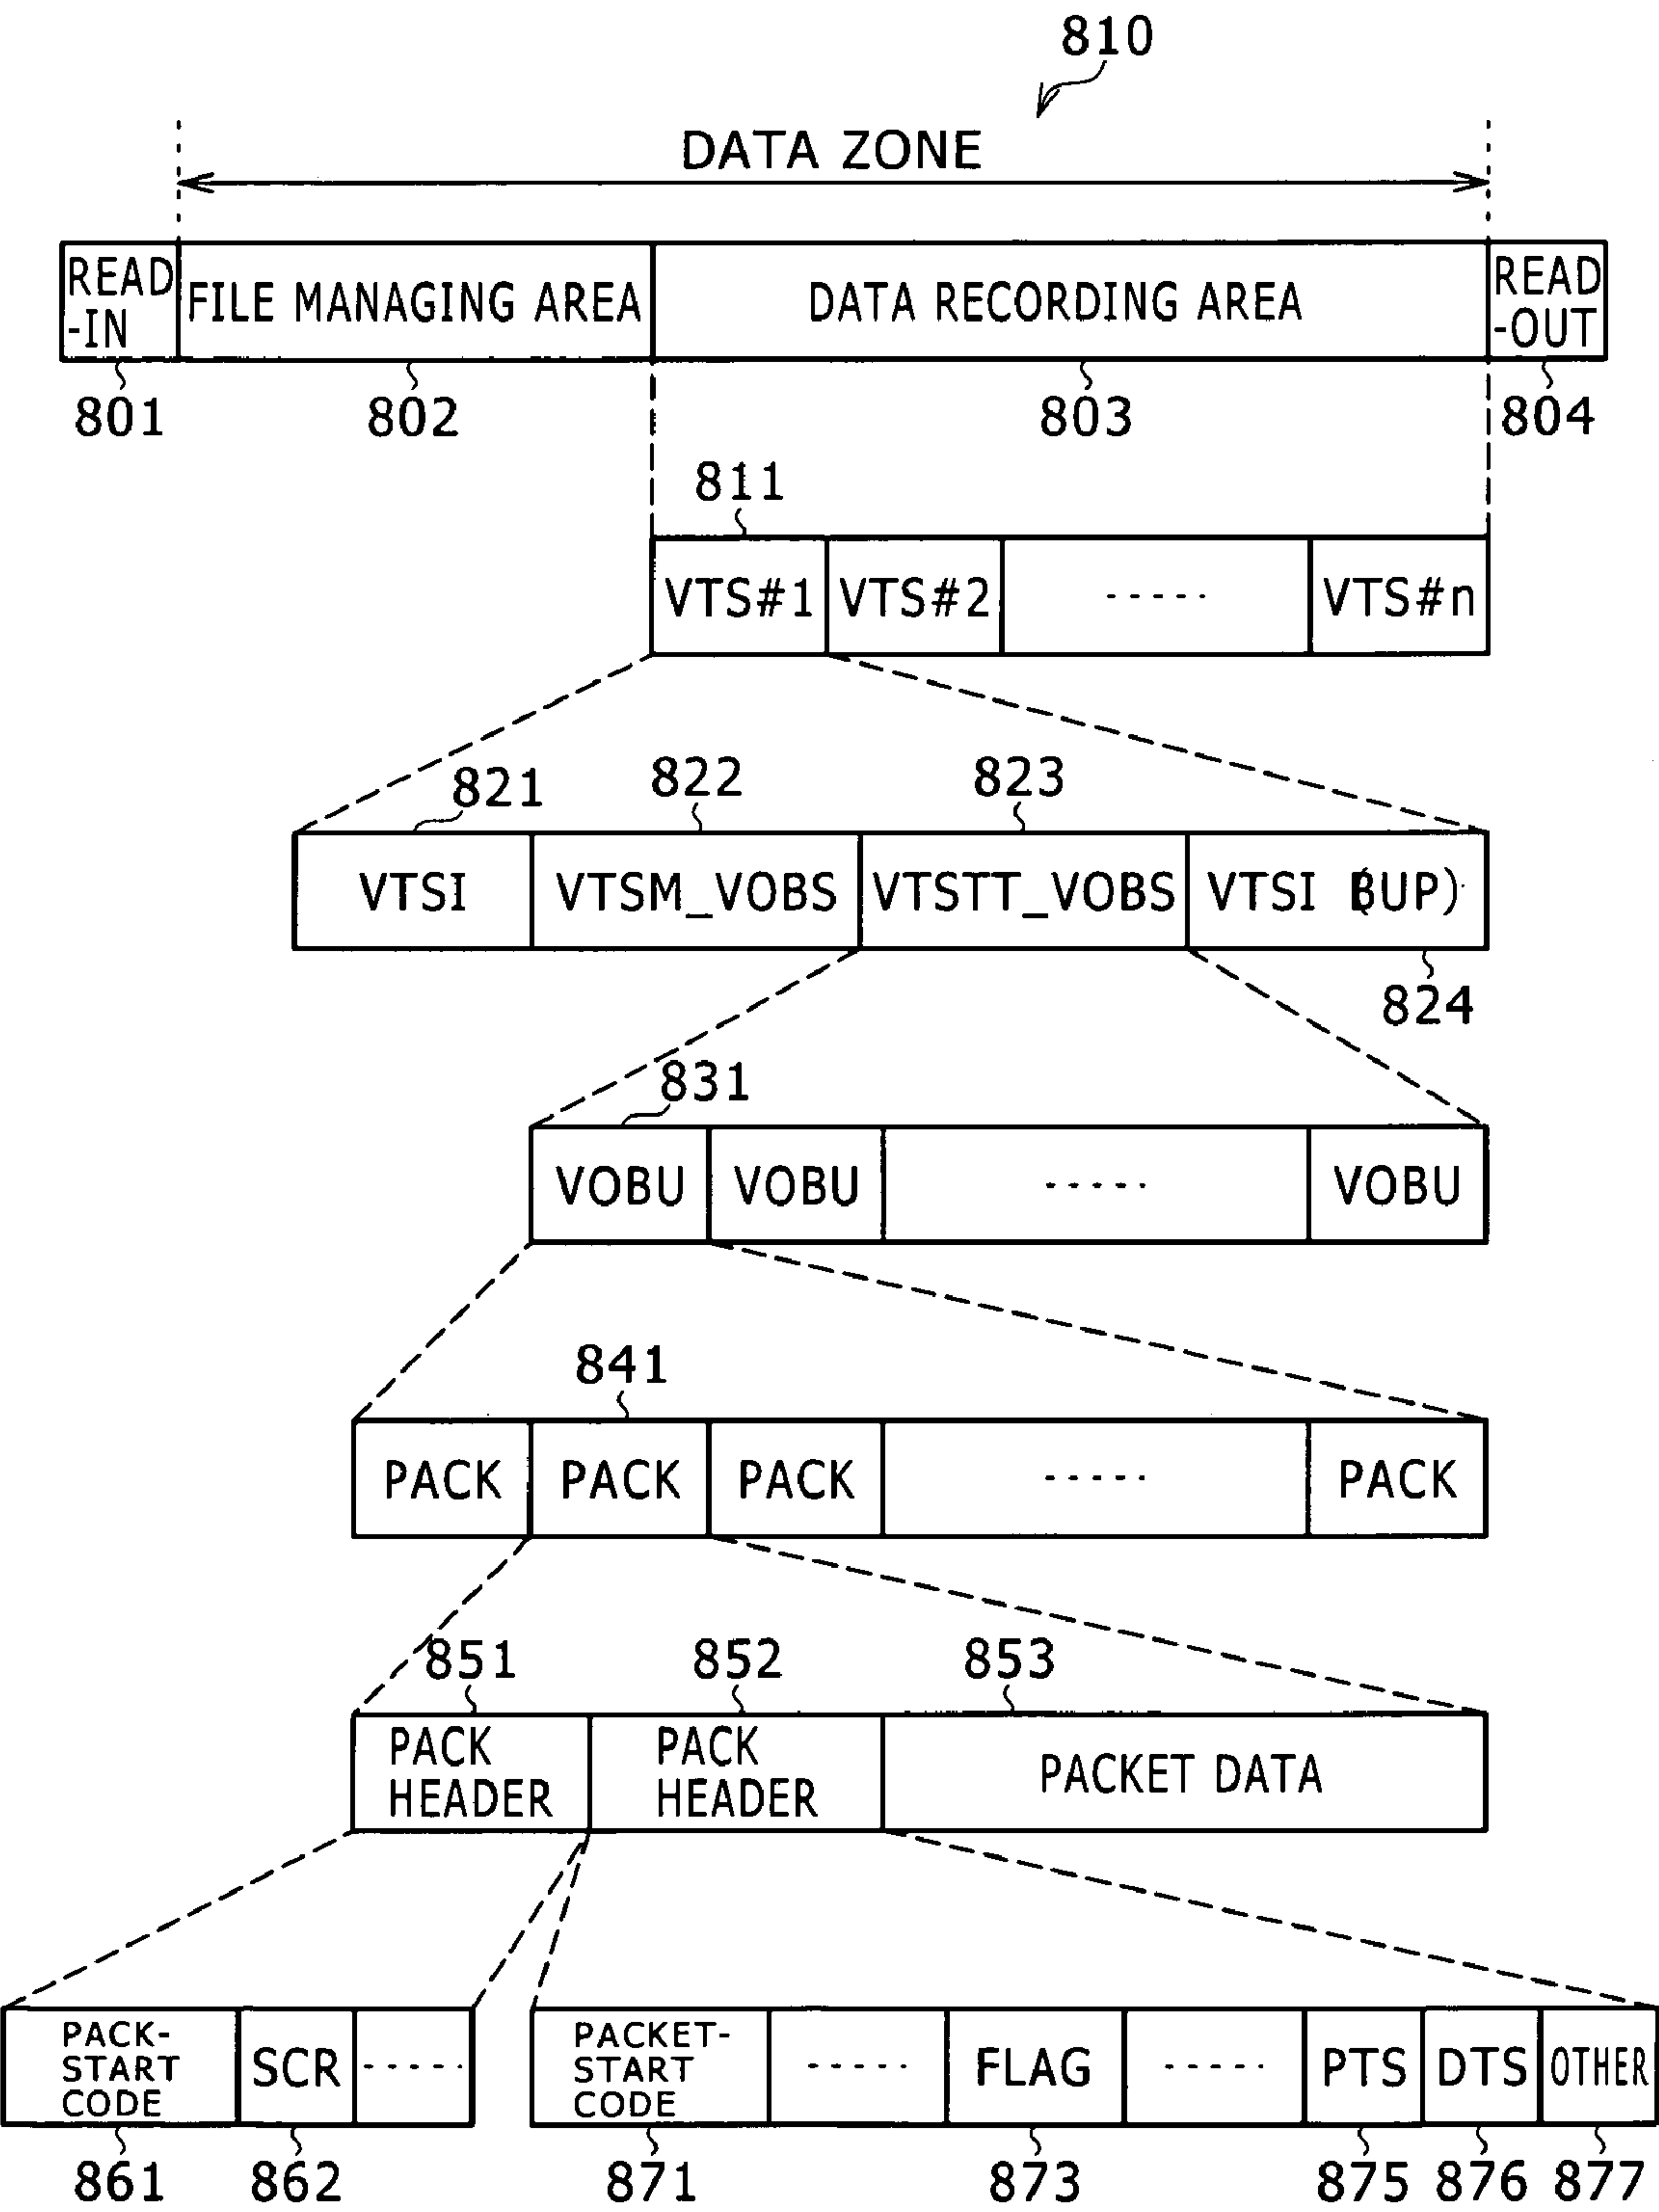 810
DATA ZONE
READ
-IN
FILE MANAGING AREA
DATA RECORDING AREA
READ
-OUT
801
802
803
804
811
VTS#1
VTS#2
-----
VTS#n
821
822
823
VTSI
VTSM_VOBS
VTSTT_VOBS
VTSI (BUP)
824
831
VOBU
VOBU
-----
VOBU
841
PACK
PACK
PACK
-----
PACK
851
852
853
PACK
HEADER
PACK
HEADER
PACKET DATA
PACK-
START
CODE
SCR
-----
PACKET-
START
CODE
-----
FLAG
-----
PTS
DTS
OTHER
861
862
871
873
875
876
877